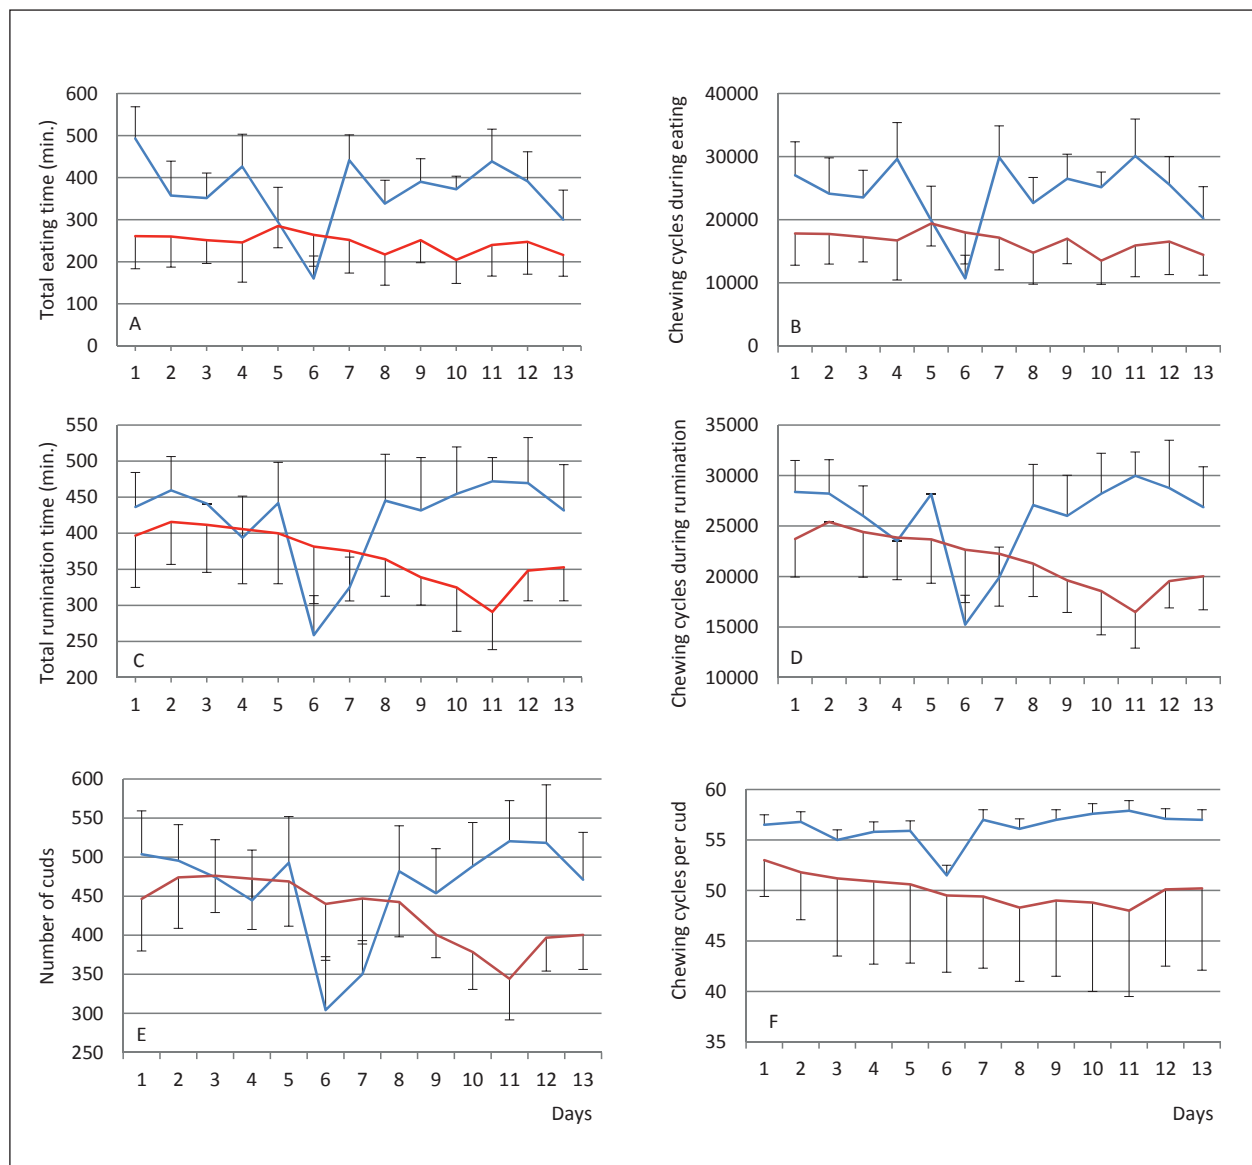 Total eating time (min.)
600
500
400
300
200
100
0
A
1 2 3 4 5 6 7 8 9 10 11 12 13
Chewing cycles during eating
40000
30000
20000
10000
0
B
1 2 3 4 5 6 7 8 9 10 11 12 13
Total rumination time (min.)
550
500
450
400
350
300
250
200
C
1 2 3 4 5 6 7 8 9 10 11 12 13
Chewing cycles during rumination
35000
30000
25000
20000
15000
10000
D
1 2 3 4 5 6 7 8 9 10 11 12 13
Number of cuds
600
550
500
450
400
350
300
250
E
1 2 3 4 5 6 7 8 9 10 11 12 13
Days
Chewing cycles per cud
60
55
50
45
40
35
F
1 2 3 4 5 6 7 8 9 10 11 12 13
Days